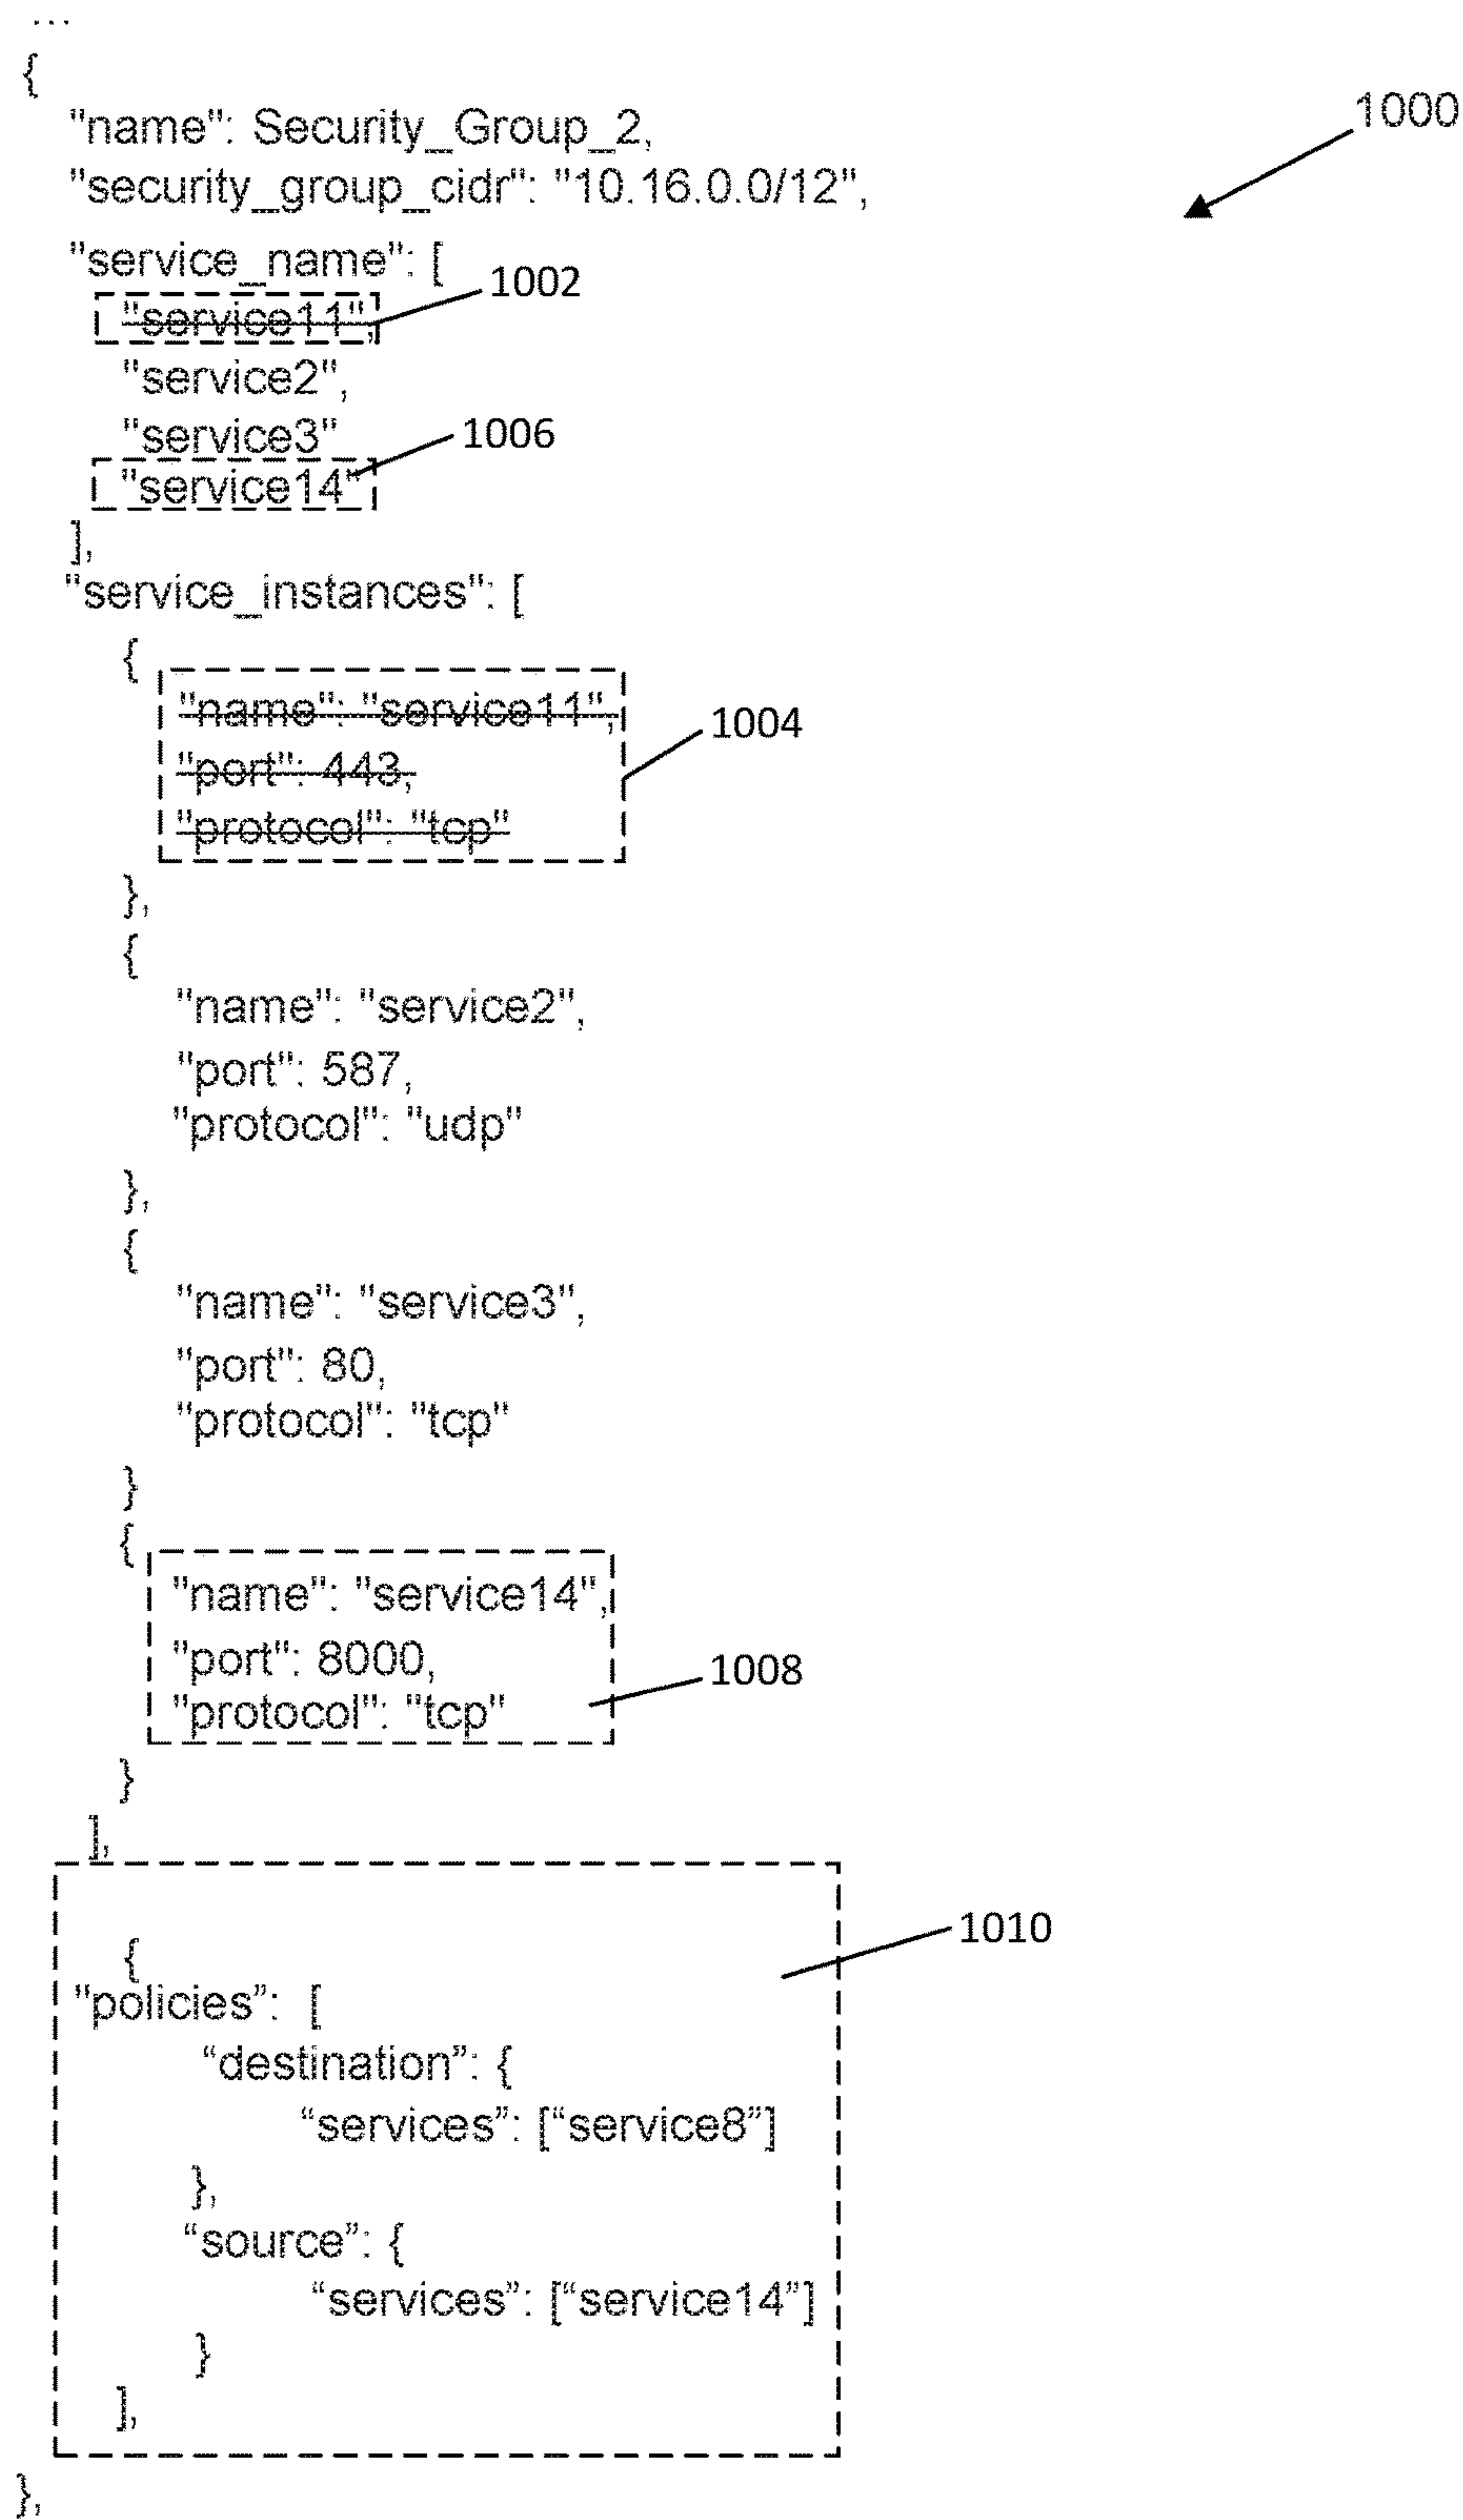 ...
{
"name": Security_Group_2,
1000
"security_group_cidr": "10.16.0.0/12",
"service_name": [
1002
"service11",
"service2",
"service3"
1006
"service14"
],
"service_instances": [
{
"name": "service11",
1004
"port": 443,
"protocol": "tcp"
},
{
"name": "service2",
"port": 587,
"protocol": "udp"
},
{
"name": "service3",
"port": 80,
"protocol": "tcp"
}
{
"name": "service14",
"port": 8000,
1008
"protocol": "tcp"
}
],
1010
{
"policies”: [
“destination”: {
“services”: [“service8”]
},
“source”: {
“services”: [“service14”]
}
],
},